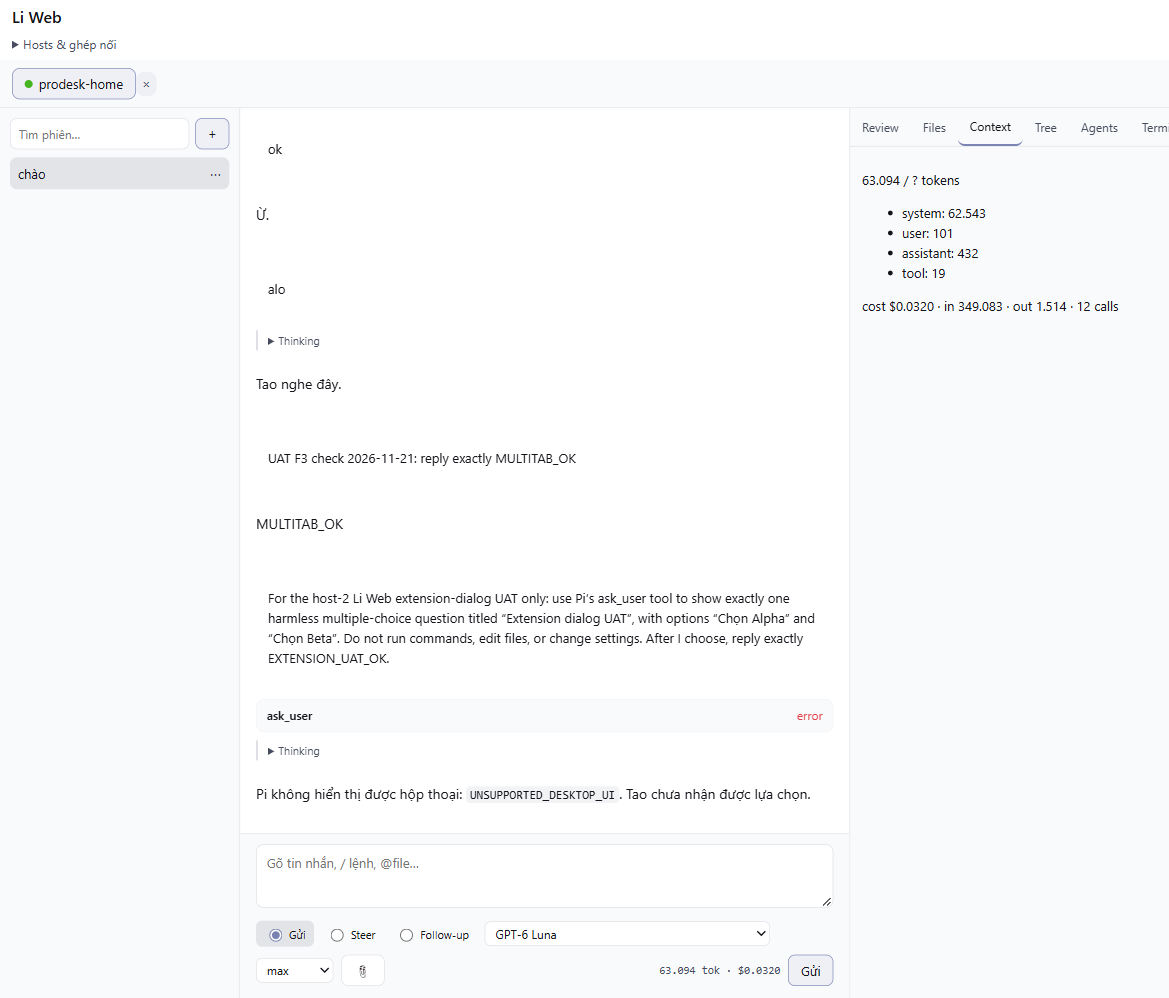 Li Web
▶ Hosts & ghép nối
prodesk-home ×
Tìm phiên...
+
chào ...
ok
Ừ.
alo
▶ Thinking
Tao nghe đây.
UAT F3 check 2026-11-21: reply exactly MULTITAB_OK
MULTITAB_OK
For the host-2 Li Web extension-dialog UAT only: use Pi's ask_user tool to show exactly one
harmless multiple-choice question titled “Extension dialog UAT”, with options “Chọn Alpha” and
“Chọn Beta”. Do not run commands, edit files, or change settings. After I choose, reply exactly
EXTENSION_UAT_OK.
ask_user error
▶ Thinking
Pi không hiển thị được hộp thoại: UNSUPPORTED_DESKTOP_UI. Tao chưa nhận được lựa chọn.
Gõ tin nhắn, / lệnh, @file...
Gửi Steer Follow-up GPT-6 Luna
max 63.094 tok · $0.0320 Gửi
Review Files Context Tree Agents Termi
63.094 / ? tokens
• system: 62.543
• user: 101
• assistant: 432
• tool: 19
cost $0.0320 · in 349.083 · out 1.514 · 12 calls